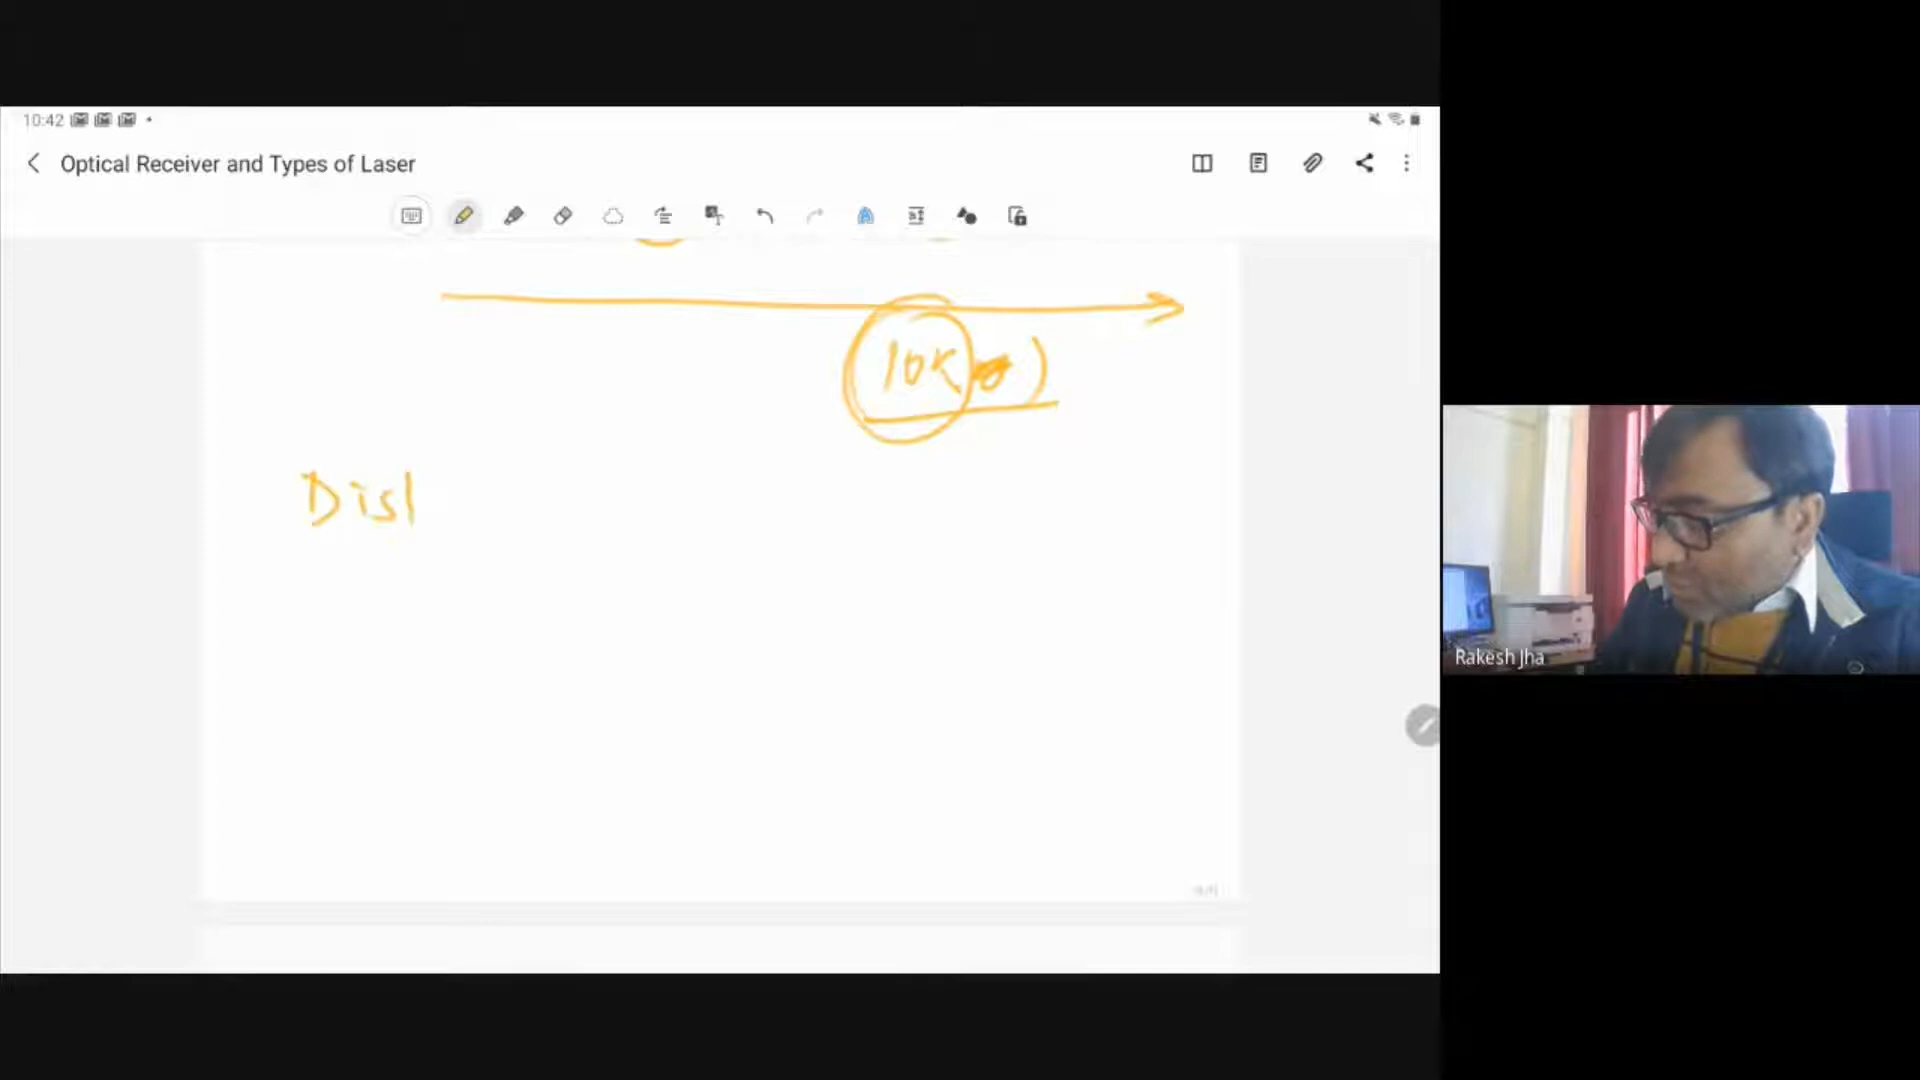 10:42
Optical Receiver and Types of Laser
10K )
Disl
Rakesh Jha